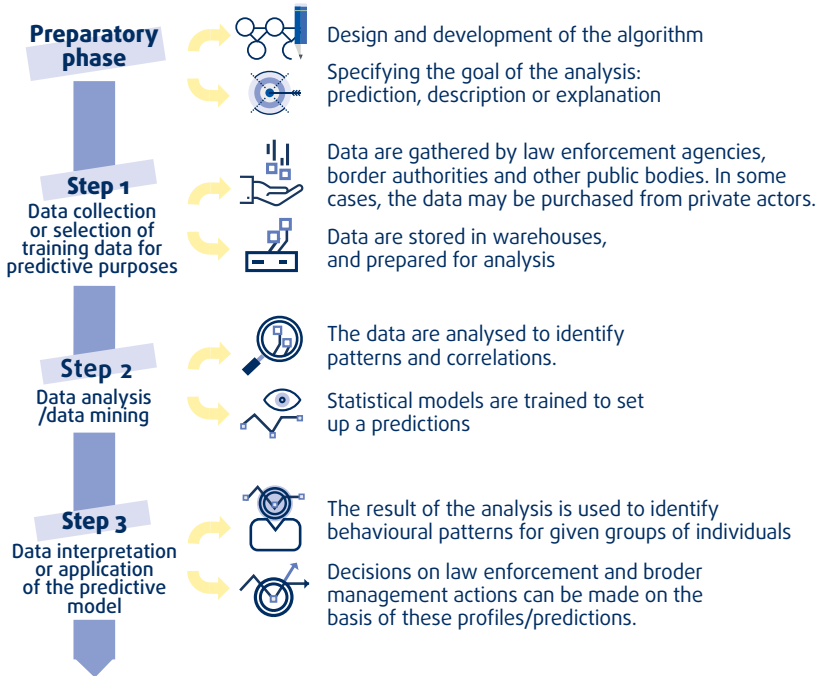 Preparatory
phase
Design and development of the algorithm
Specifying the goal of the analysis:
prediction, description or explanation
Step 1
Data collection
or selection of
training data for
predictive purposes
Data are gathered by law enforcement agencies,
border authorities and other public bodies. In some
cases, the data may be purchased from private actors.
Data are stored in warehouses,
and prepared for analysis
Step 2
Data analysis
/data mining
The data are analysed to identify
patterns and correlations.
Statistical models are trained to set
up a predictions
Step 3
Data interpretation
or application
of the predictive
model
The result of the analysis is used to identify
behavioural patterns for given groups of individuals
Decisions on law enforcement and broder
management actions can be made on the
basis of these profiles/predictions.